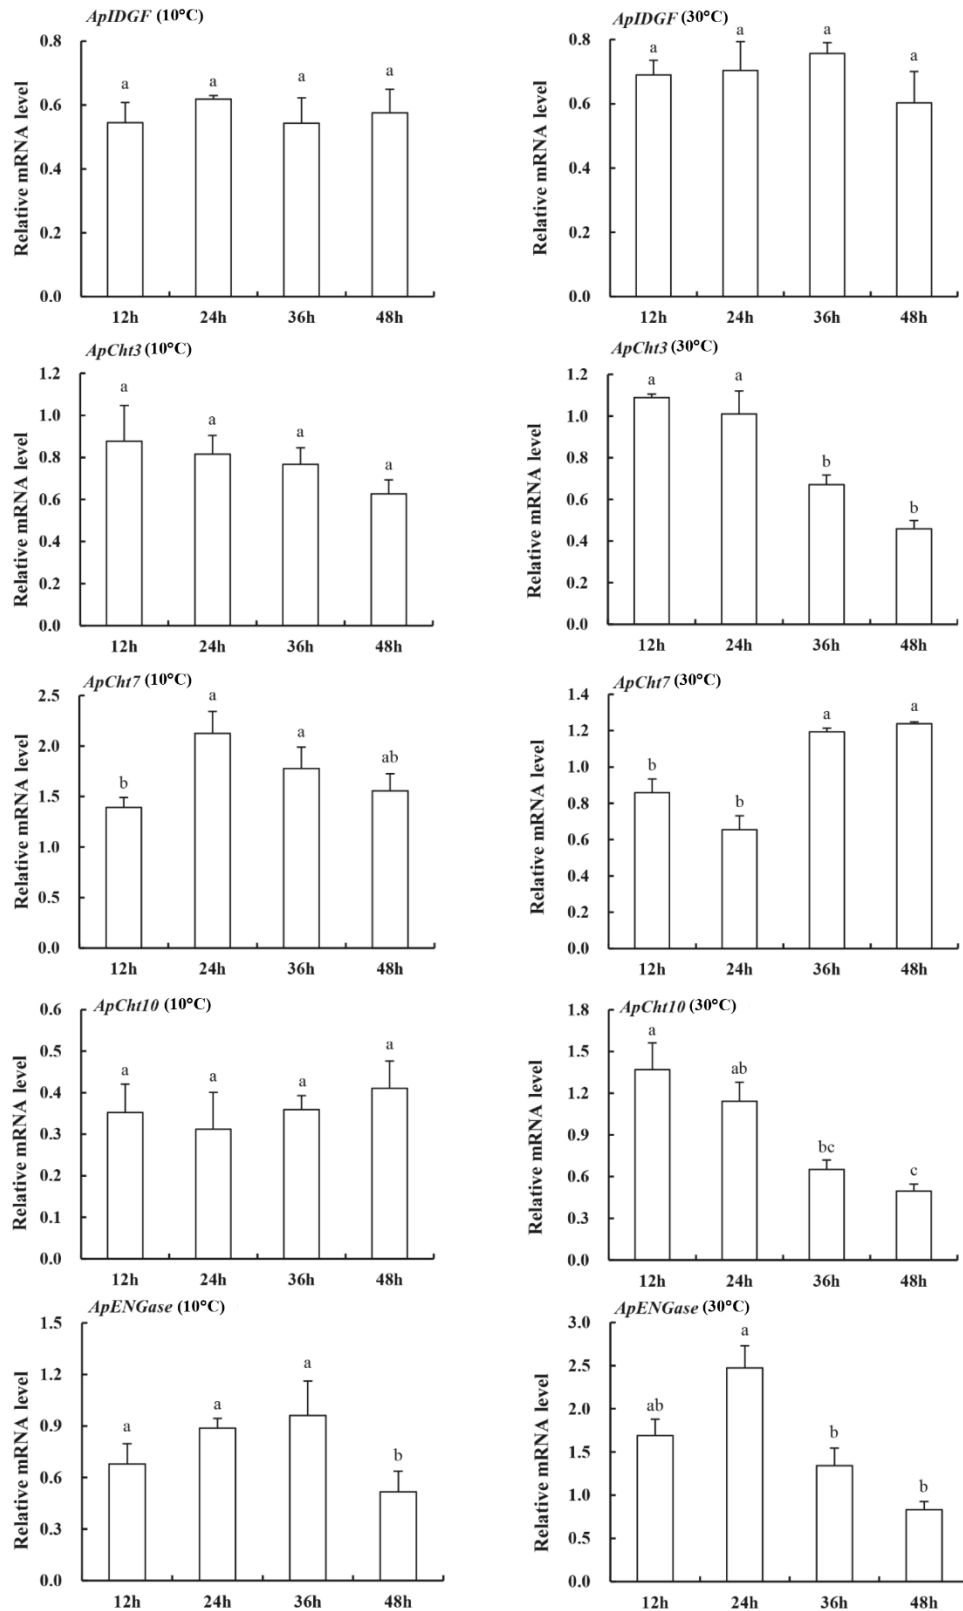 ApIDGF (10°C)
Relative mRNA level
0.8
0.6
0.4
0.2
0.0
a
a
a
a
12h
24h
36h
48h
ApIDGF (30°C)
Relative mRNA level
0.8
0.6
0.4
0.2
0.0
a
a
a
a
12h
24h
36h
48h
ApCht3 (10°C)
Relative mRNA level
1.2
1.0
0.8
0.6
0.4
0.2
0.0
a
a
a
a
12h
24h
36h
48h
ApCht3 (30°C)
Relative mRNA level
1.2
1.0
0.8
0.6
0.4
0.2
0.0
a
a
b
b
12h
24h
36h
48h
ApCht7 (10°C)
Relative mRNA level
2.5
2.0
1.5
1.0
0.5
0.0
b
a
a
ab
12h
24h
36h
48h
ApCht7 (30°C)
Relative mRNA level
1.4
1.2
1.0
0.8
0.6
0.4
0.2
0.0
b
b
a
a
12h
24h
36h
48h
ApCht10 (10°C)
Relative mRNA level
0.6
0.5
0.4
0.3
0.2
0.1
0.0
a
a
a
a
12h
24h
36h
48h
ApCht10 (30°C)
Relative mRNA level
1.8
1.5
1.2
0.9
0.6
0.3
0.0
a
ab
bc
c
12h
24h
36h
48h
ApENGase (10°C)
Relative mRNA level
1.5
1.2
0.9
0.6
0.3
0.0
a
a
a
b
12h
24h
36h
48h
ApENGase (30°C)
Relative mRNA level
3.0
2.5
2.0
1.5
1.0
0.5
0.0
ab
a
b
b
12h
24h
36h
48h